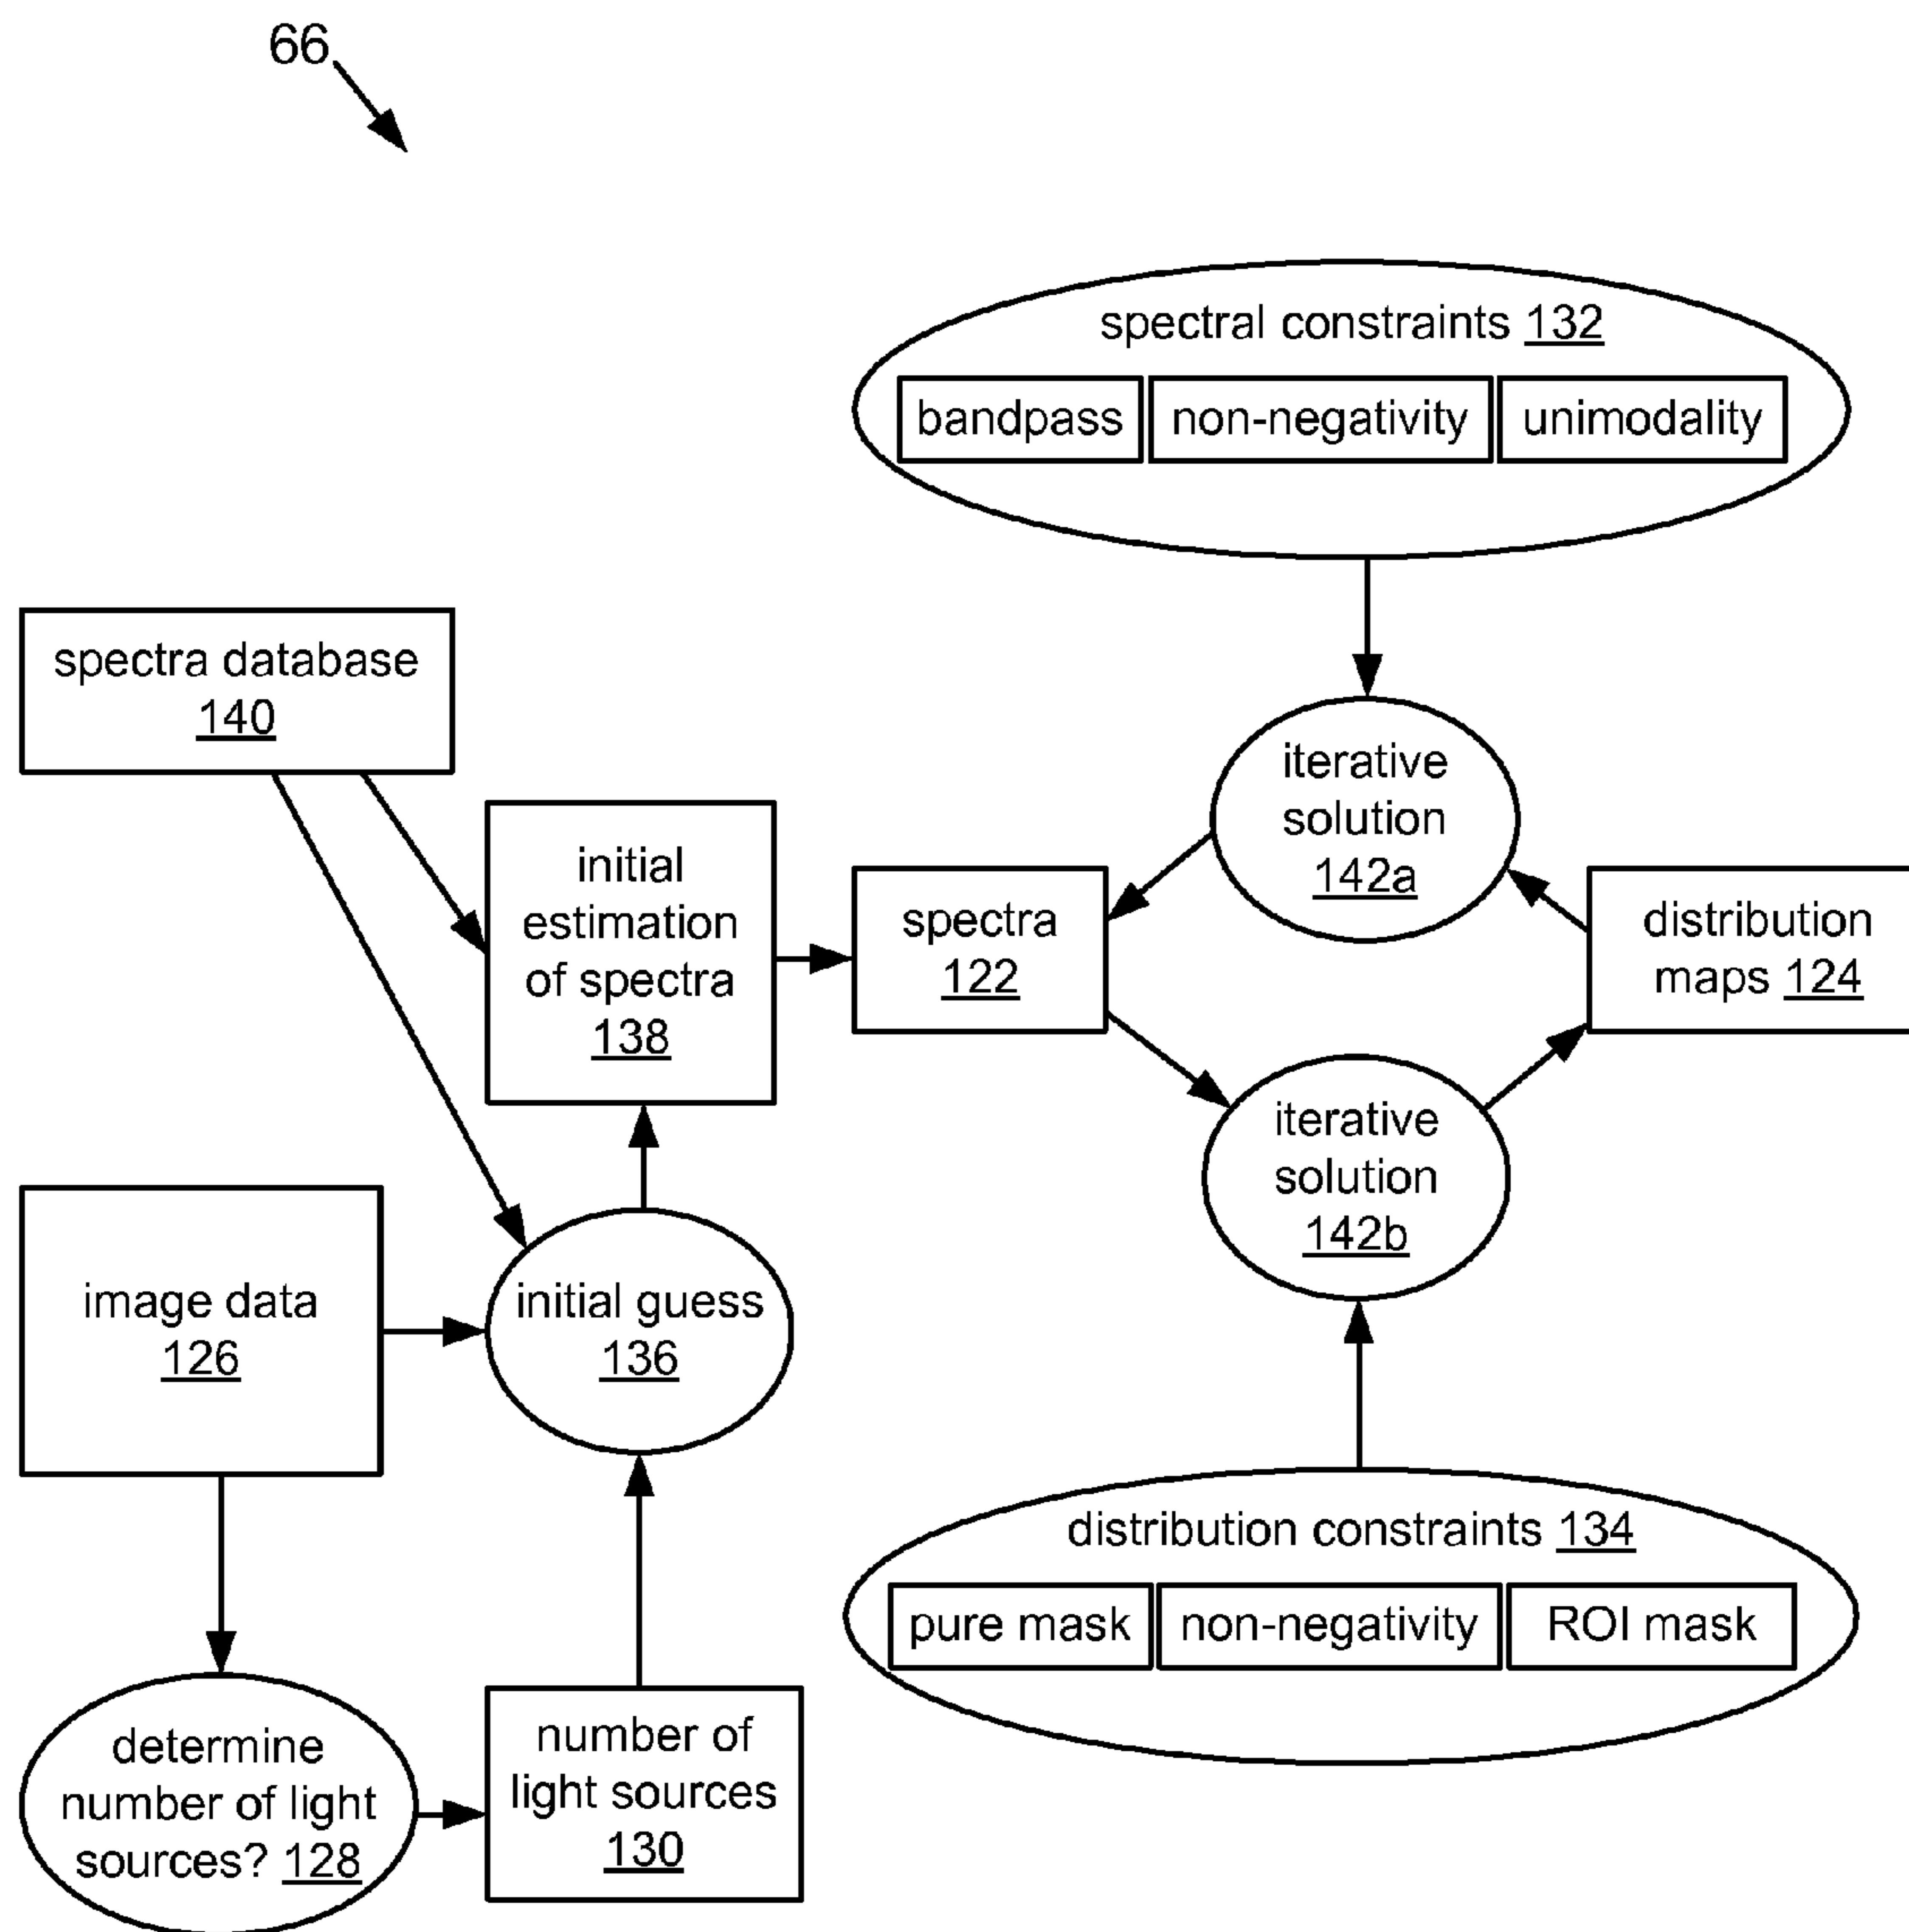 66
spectral constraints 132
bandpass non-negativity unimodality
spectra database
140
iterative
solution
142a
initial
estimation
of spectra
138
spectra
122
distribution
maps 124
iterative
solution
142b
image data
126
initial guess
136
distribution constraints 134
pure mask non-negativity ROI mask
determine
number of light
sources? 128
number of
light sources
130